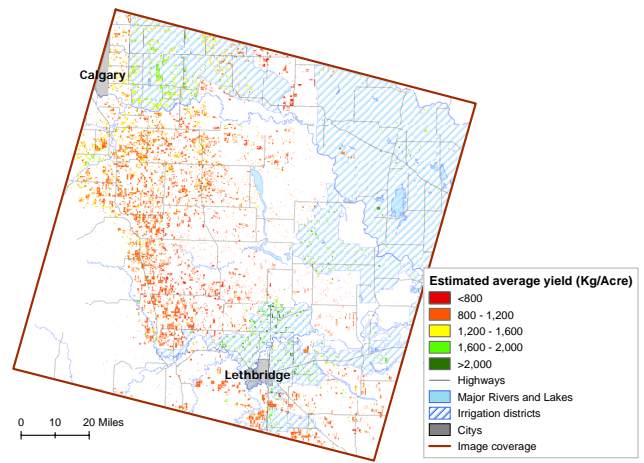 Calgary
Lethbridge
0 10 20 Miles
Estimated average yield (Kg/Acre)
<800
800 - 1,200
1,200 - 1,600
1,600 - 2,000
>2,000
Highways
Major Rivers and Lakes
Irrigation districts
Citys
Image coverage